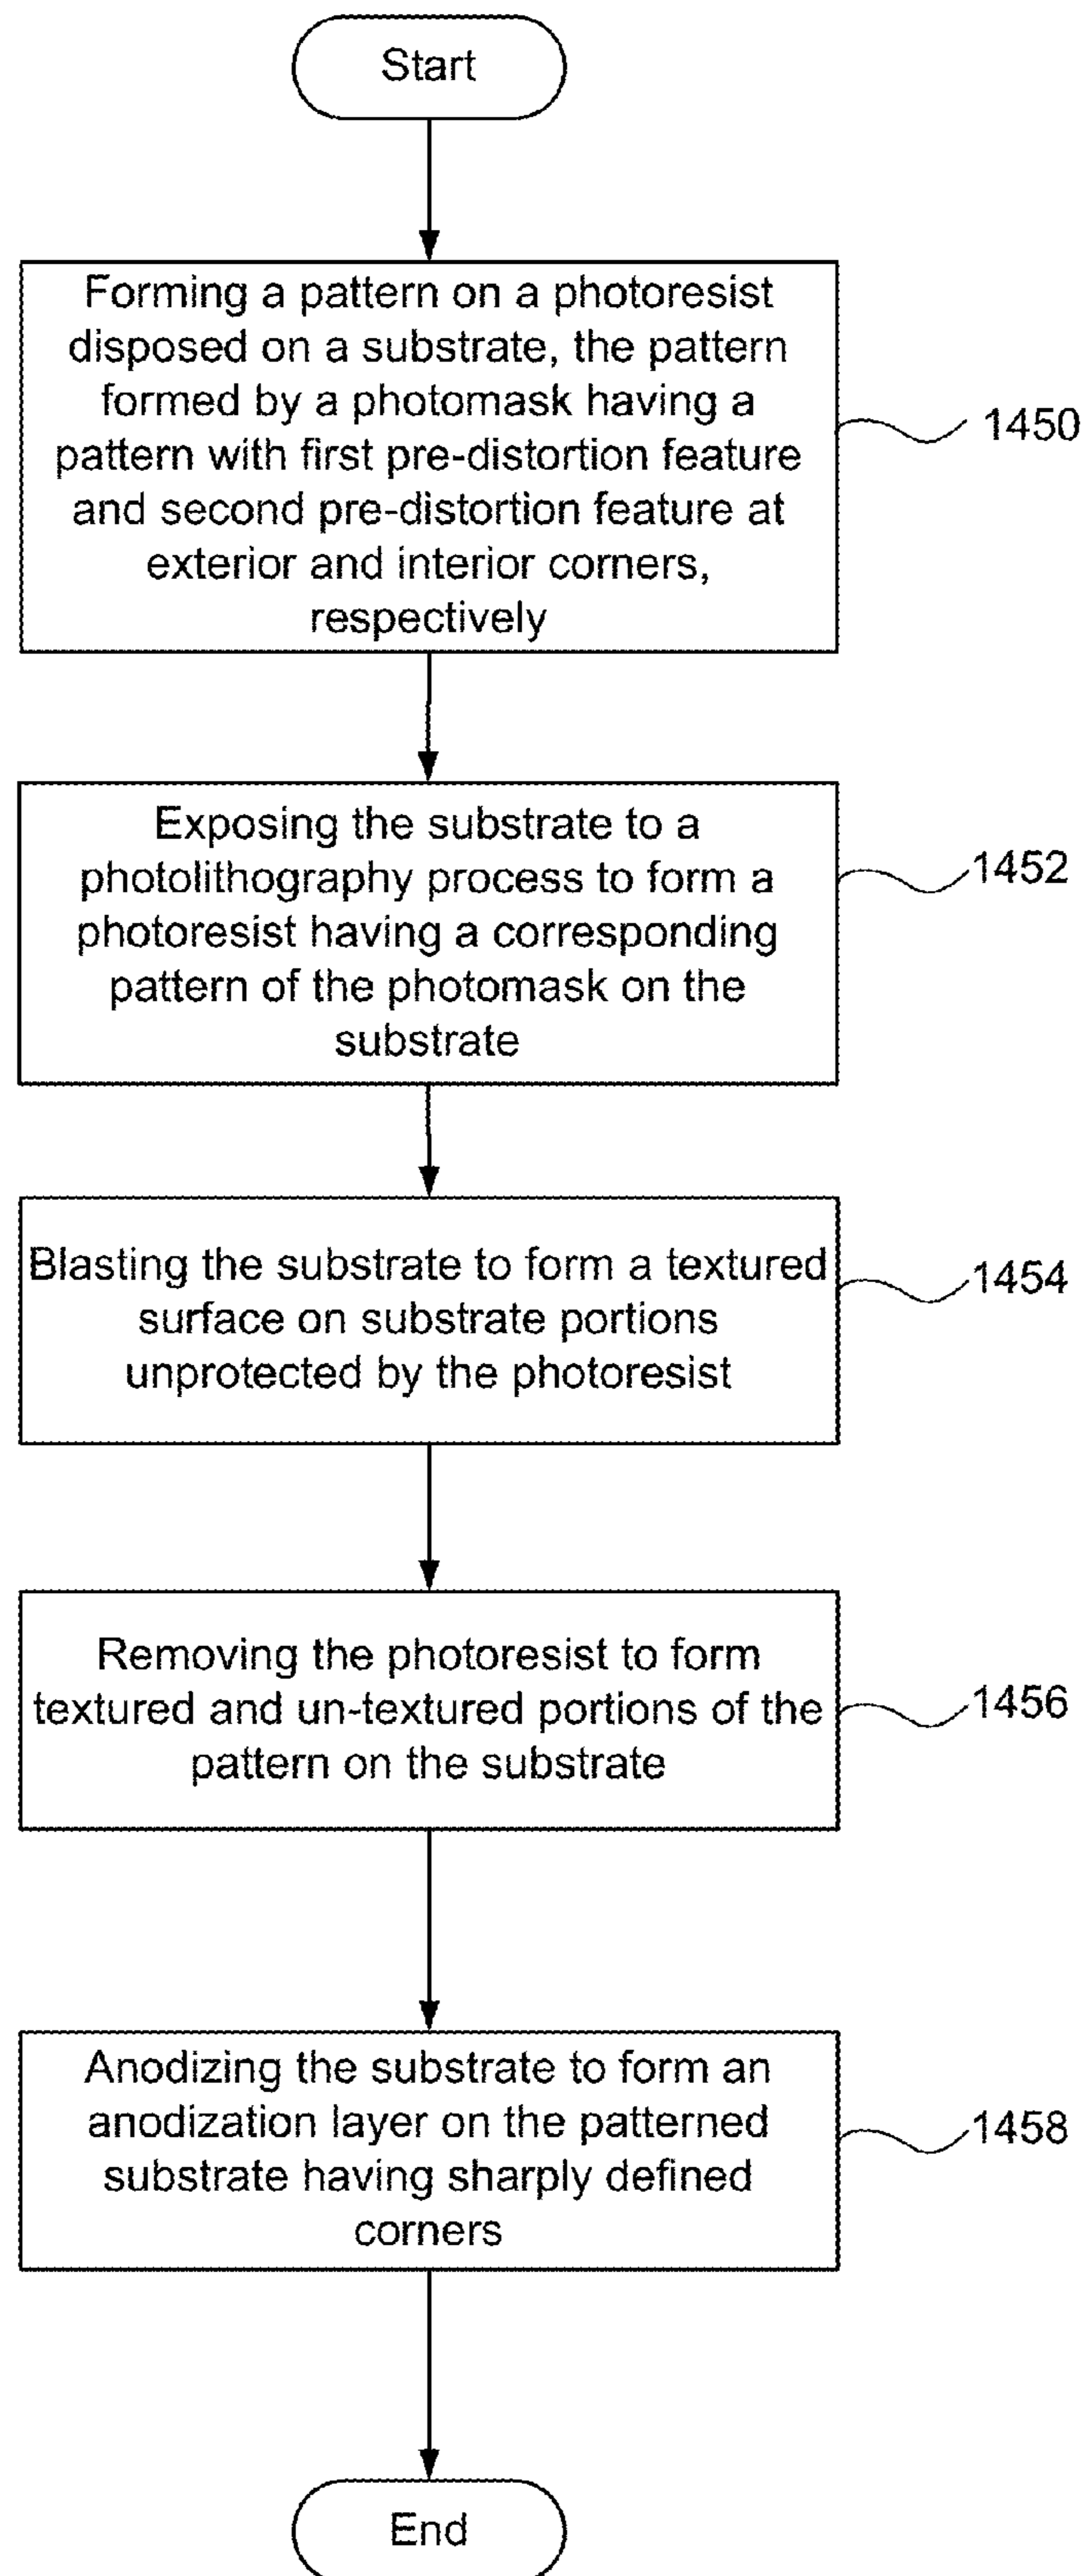 Start
Forming a pattern on a photoresist
disposed on a substrate, the pattern
formed by a photomask having a
pattern with first pre-distortion feature
and second pre-distortion feature at
exterior and interior corners,
respectively
1450
Exposing the substrate to a
photolithography process to form a
photoresist having a corresponding
pattern of the photomask on the
substrate
1452
Blasting the substrate to form a textured
surface on substrate portions
unprotected by the photoresist
1454
Removing the photoresist to form
textured and un-textured portions of the
pattern on the substrate
1456
Anodizing the substrate to form an
anodization layer on the patterned
substrate having sharply defined
corners
1458
End